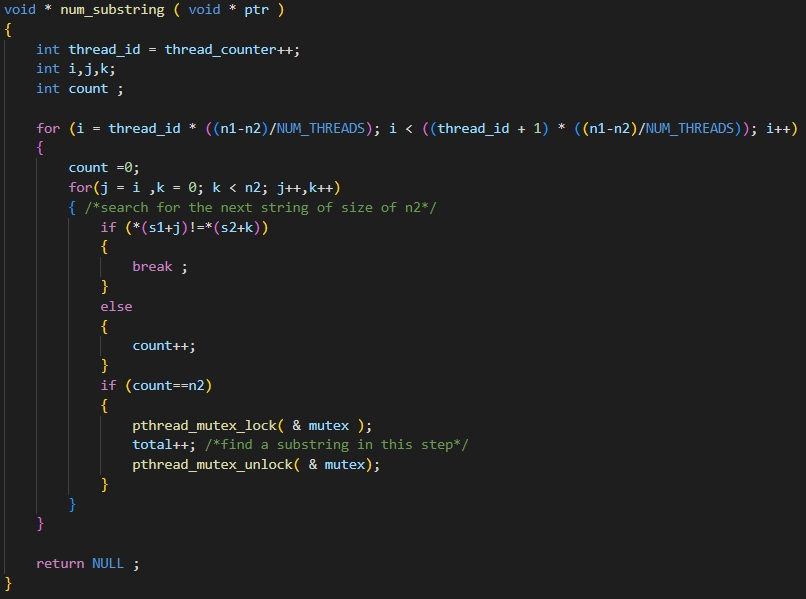 void * num_substring ( void * ptr )
{
    int thread_id = thread_counter++;
    int i,j,k;
    int count ;
    for (i = thread_id * ((n1-n2)/NUM_THREADS); i < ((thread_id + 1) * ((n1-n2)/NUM_THREADS)); i++)
    {
        count =0;
        for(j = i ,k = 0; k < n2; j++,k++)
        { /*search for the next string of size of n2*/
            if (*(s1+j)!=*(s2+k))
            {
                break ;
            }
            else
            {
                count++;
            }
            if (count==n2)
            {
                pthread_mutex_lock( & mutex );
                total++; /*find a substring in this step*/
                pthread_mutex_unlock( & mutex);
            }
        }
    }
    return NULL ;
}